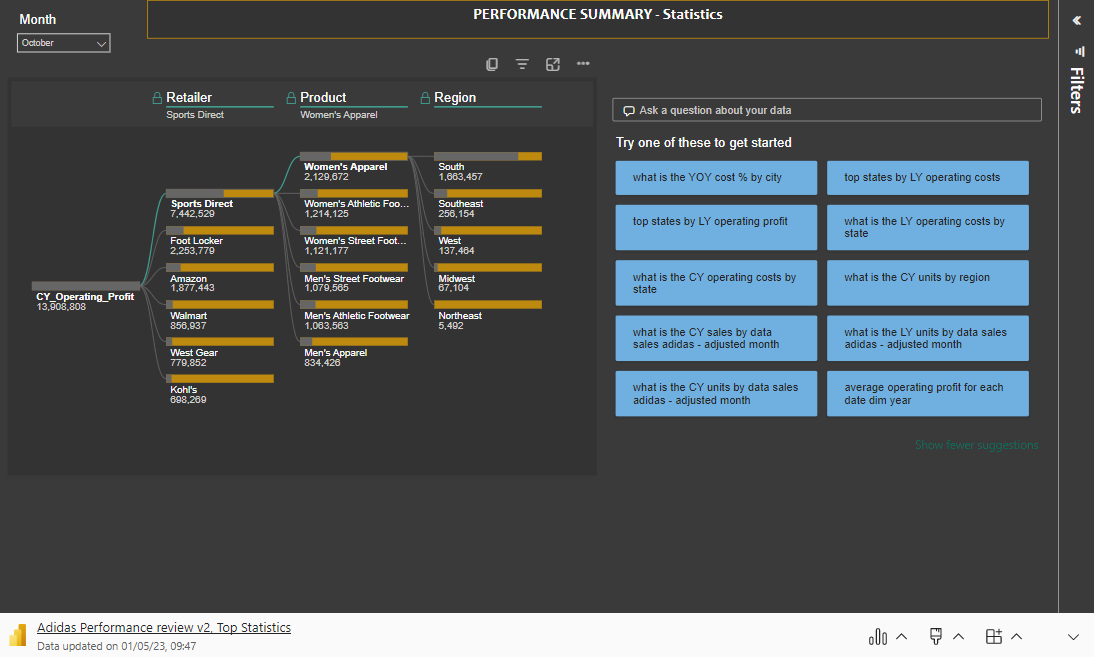 Month
October
PERFORMANCE SUMMARY - Statistics
Filters
Retailer
Sports Direct
Product
Women's Apparel
Region
CY_Operating_Profit
13,908,808
Sports Direct
7,442,529
Foot Locker
2,253,779
Amazon
1,877,443
Walmart
856,937
West Gear
779,852
Kohl's
698,269
Women's Apparel
2,129,672
Women's Athletic Foo...
1,214,125
Women's Street Foot...
1,121,177
Men's Street Footwear
1,079,565
Men's Athletic Footwear
1,063,563
Men's Apparel
834,426
South
1,663,457
Southeast
256,154
West
137,464
Midwest
67,104
Northeast
5,492
Ask a question about your data
Try one of these to get started
what is the YOY cost % by city
top states by LY operating costs
top states by LY operating profit
what is the LY operating costs by
state
what is the CY operating costs by
state
what is the CY units by region
what is the CY sales by data
sales adidas - adjusted month
what is the LY units by data sales
adidas - adjusted month
what is the CY units by data sales
adidas - adjusted month
average operating profit for each
date dim year
Show fewer suggestions
Adidas Performance review v2, Top Statistics
Data updated on 01/05/23, 09:47